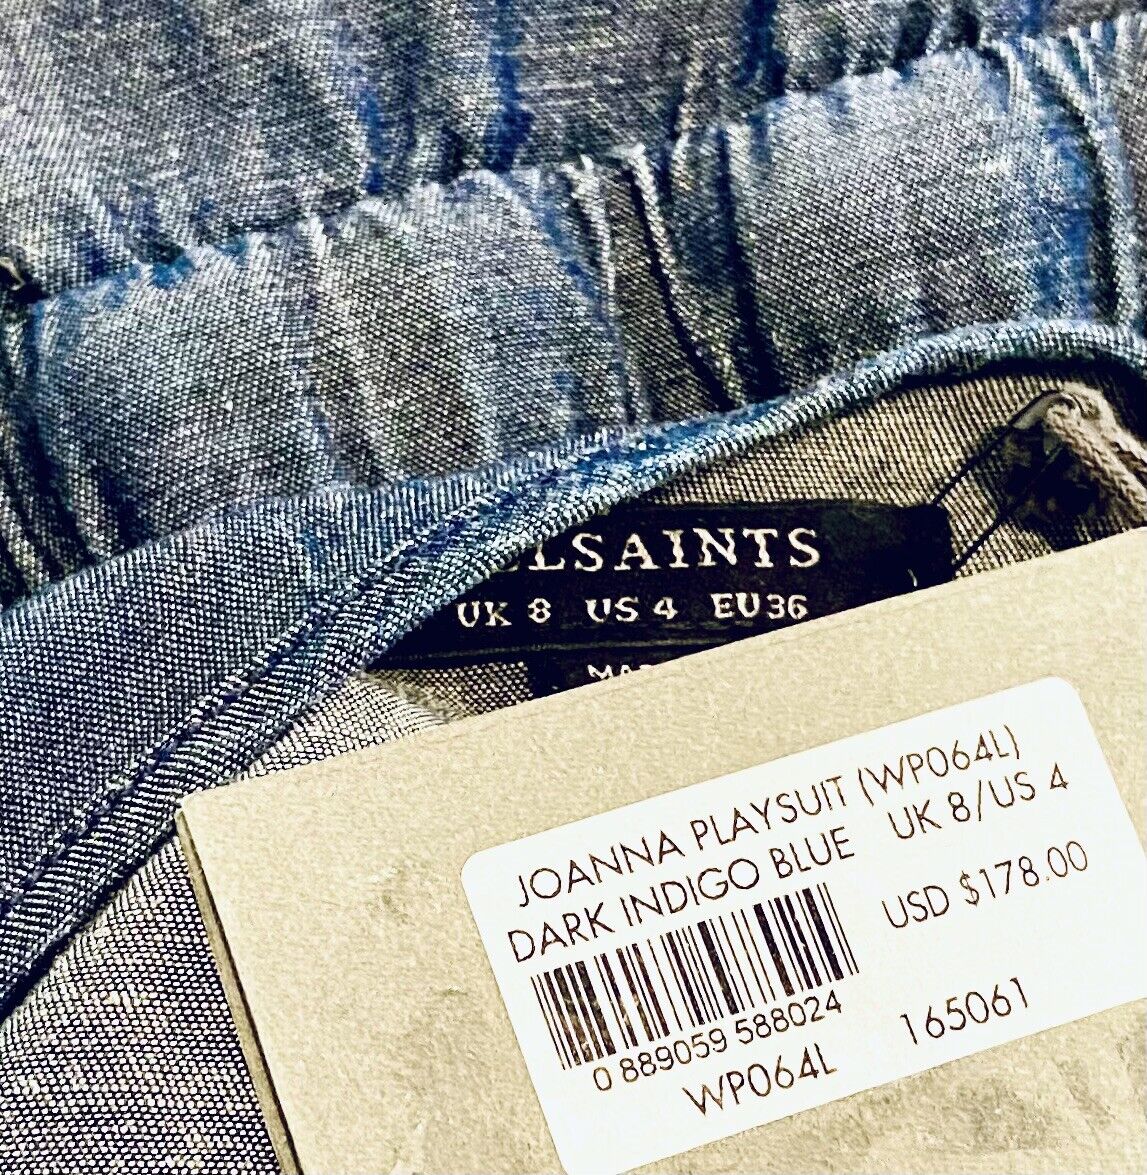 LSAINTS
UK 8 US 4 EU 36
JOANNA PLAYSUIT (WP064L)
DARK INDIGO BLUE UK 8/US 4
USD $178.00
0 889059 588024
WP064L 165061